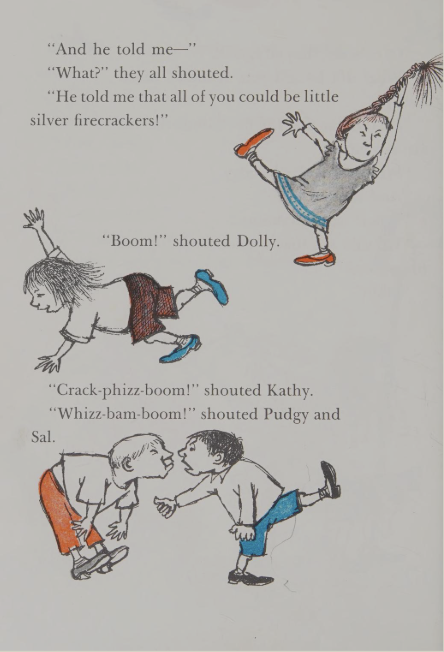 “And he told me—”
“What?” they all shouted.
“He told me that all of you could be little
silver firecrackers!”
“Boom!” shouted Dolly.
“Crack-phizz-boom!” shouted Kathy.
“Whizz-bam-boom!” shouted Pudgy and
Sal.